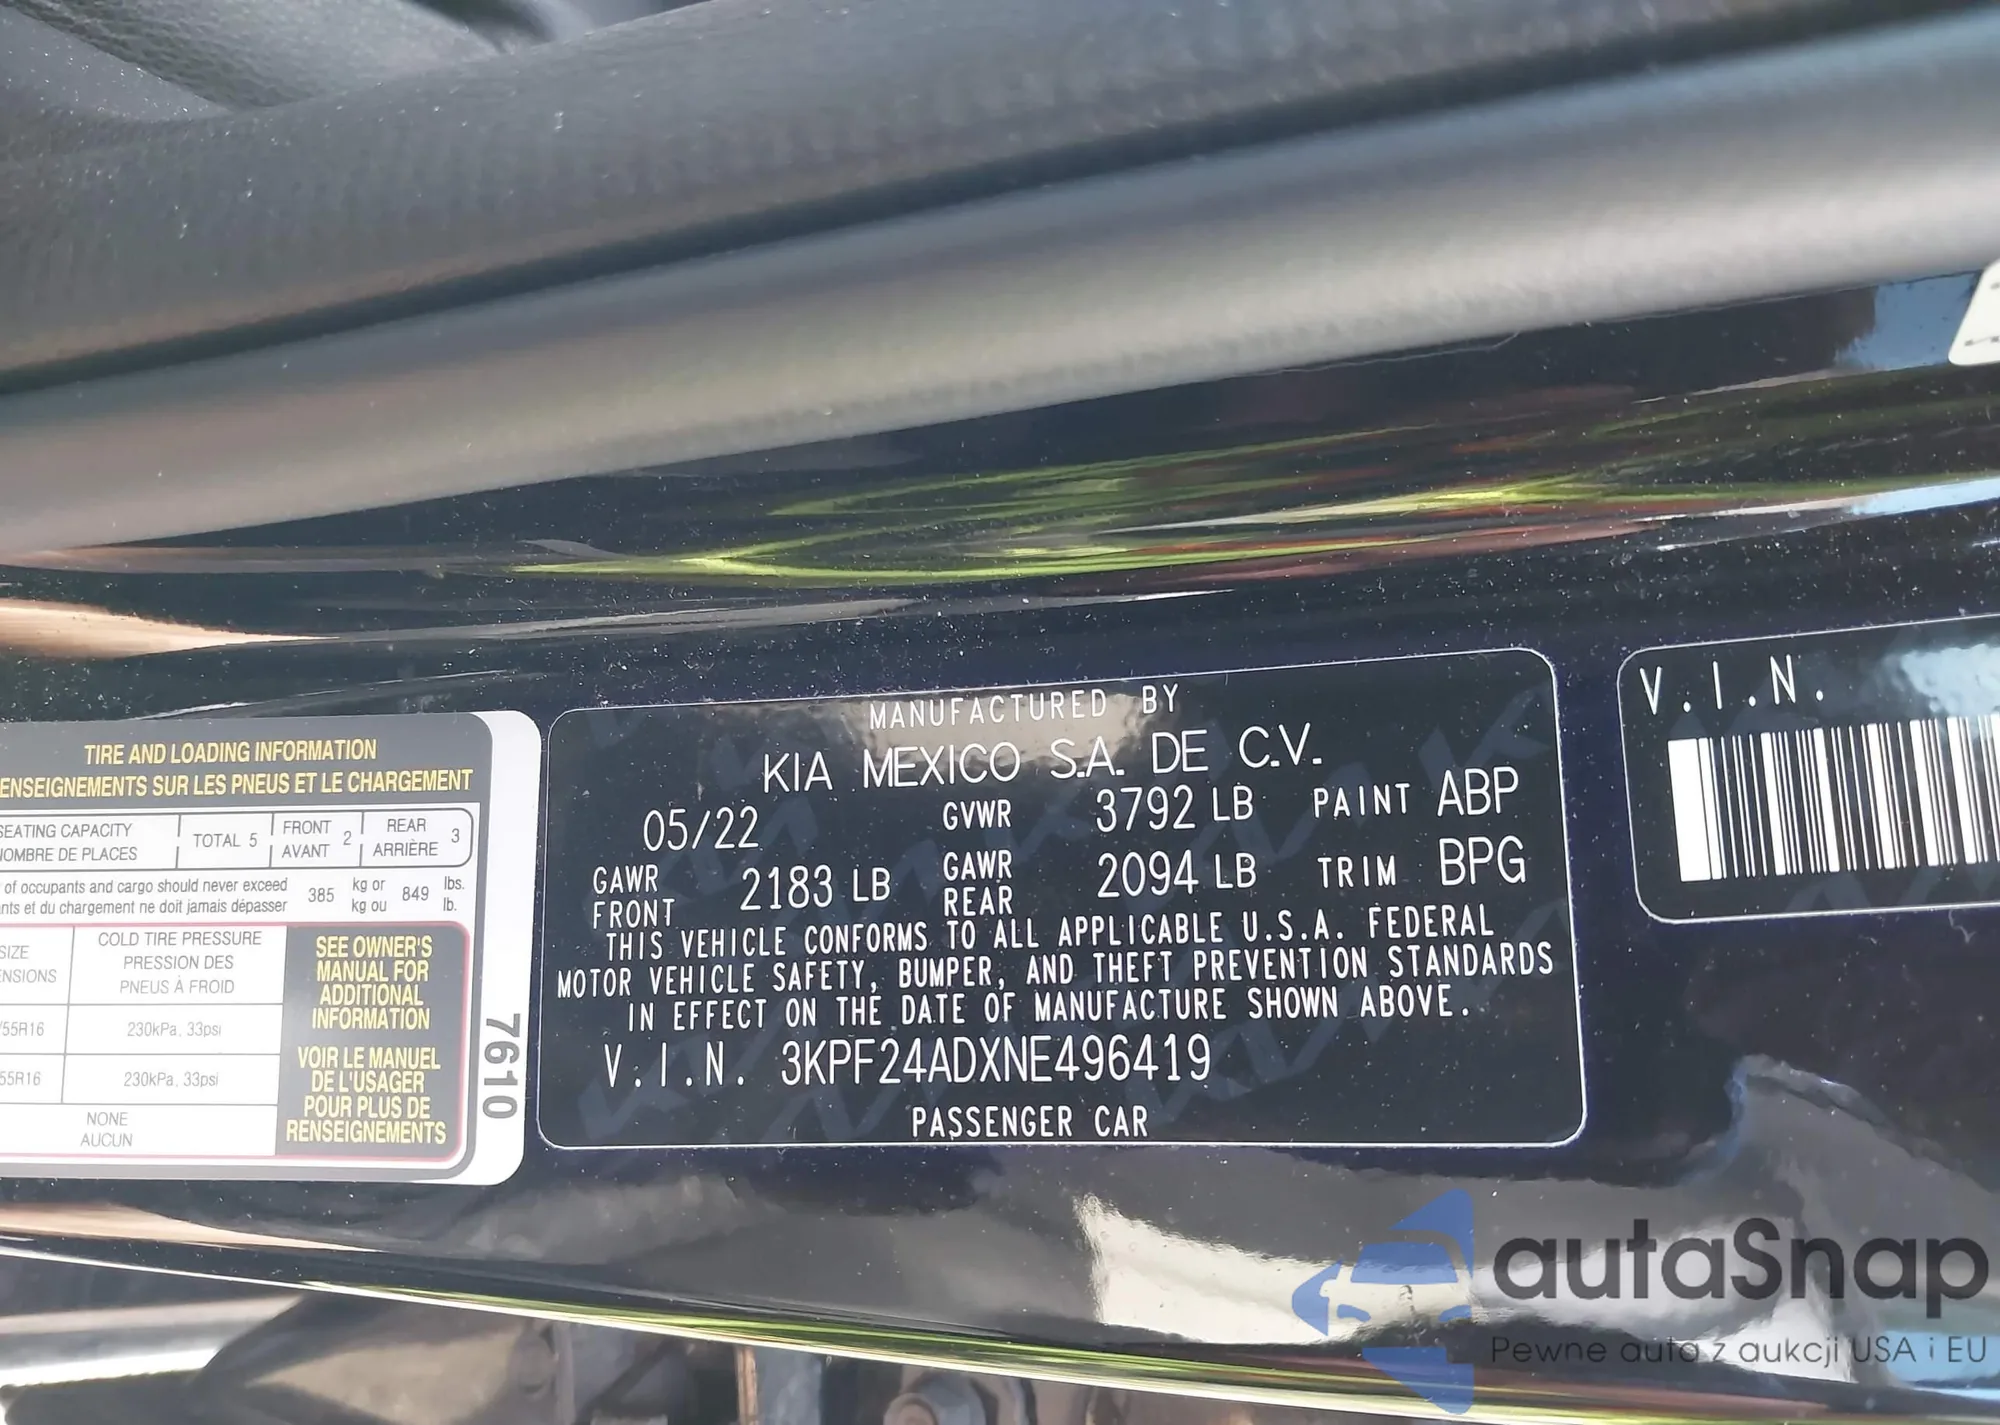 TIRE AND LOADING INFORMATION
RENSEIGNEMENTS SUR LES PNEUS ET LE CHARGEMENT
SEATING CAPACITY
NOMBRE DE PLACES
TOTAL 5
FRONT
AVANT
2
REAR
ARRIÈRE
3
of occupants and cargo should never exceed
et du chargement ne doit jamais dépasser
385
kg or
kg ou
849
lbs.
lb.
SIZE
COLD TIRE PRESSURE
PRESSION DES
PNEUS À FROID
/55R16
230kPa, 33psi
55R16
230kPa, 33psi
NONE
AUCUN
SEE OWNER'S
MANUAL FOR
ADDITIONAL
INFORMATION
VOIR LE MANUEL
DE L'USAGER
POUR PLUS DE
RENSEIGNEMENTS
7610
MANUFACTURED BY
KIA MEXICO S.A. DE C.V.
05/22 GVWR 3792 LB PAINT ABP
GAWR FRONT 2183 LB GAWR REAR 2094 LB TRIM BPG
THIS VEHICLE CONFORMS TO ALL APPLICABLE U.S.A. FEDERAL
MOTOR VEHICLE SAFETY, BUMPER, AND THEFT PREVENTION STANDARDS
IN EFFECT ON THE DATE OF MANUFACTURE SHOWN ABOVE.
V.I.N. 3KPF24ADXNE496419
PASSENGER CAR
V.I.N.
autaSnap
Pewne auta z aukcji USA i EU